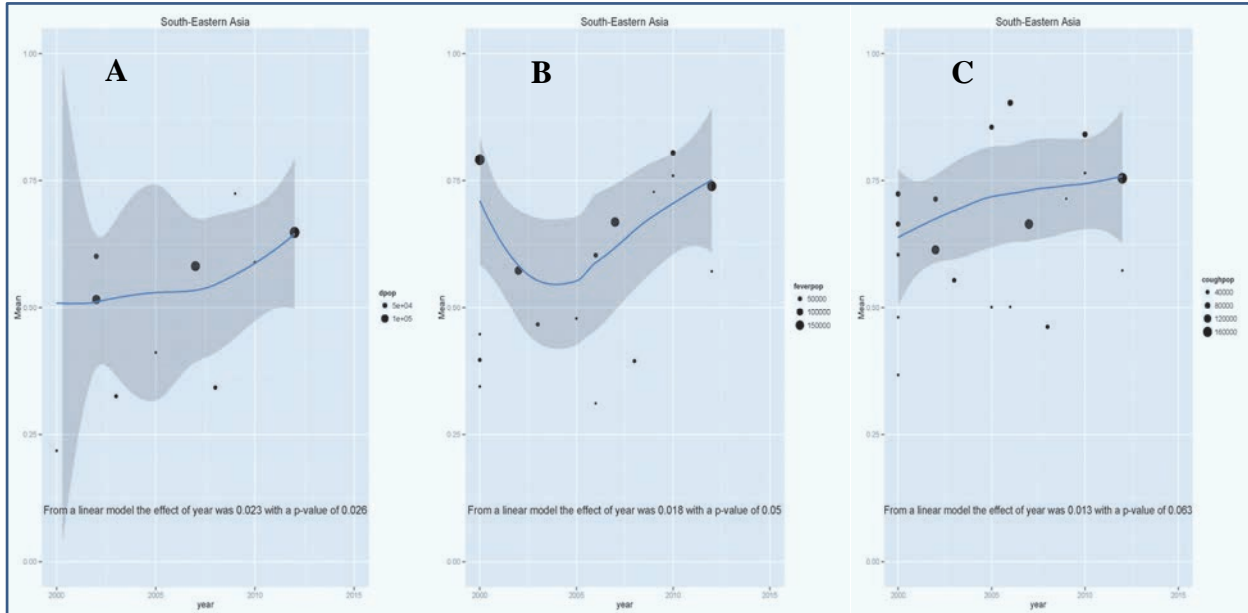 South-Eastern Asia
A
1.00
0.75
0.50
0.25
0.00
Mean
2000
2005
2010
2015
year
dpop
5e+04
1e+05
From a linear model the effect of year was 0.023 with a p-value of 0.026
South-Eastern Asia
B
1.00
0.75
0.50
0.25
0.00
Mean
2000
2005
2010
2015
year
feverpop
50000
100000
150000
From a linear model the effect of year was 0.018 with a p-value of 0.05
South-Eastern Asia
C
1.00
0.75
0.50
0.25
0.00
Mean
2000
2005
2010
2015
year
coughpop
40000
80000
120000
160000
From a linear model the effect of year was 0.013 with a p-value of 0.063